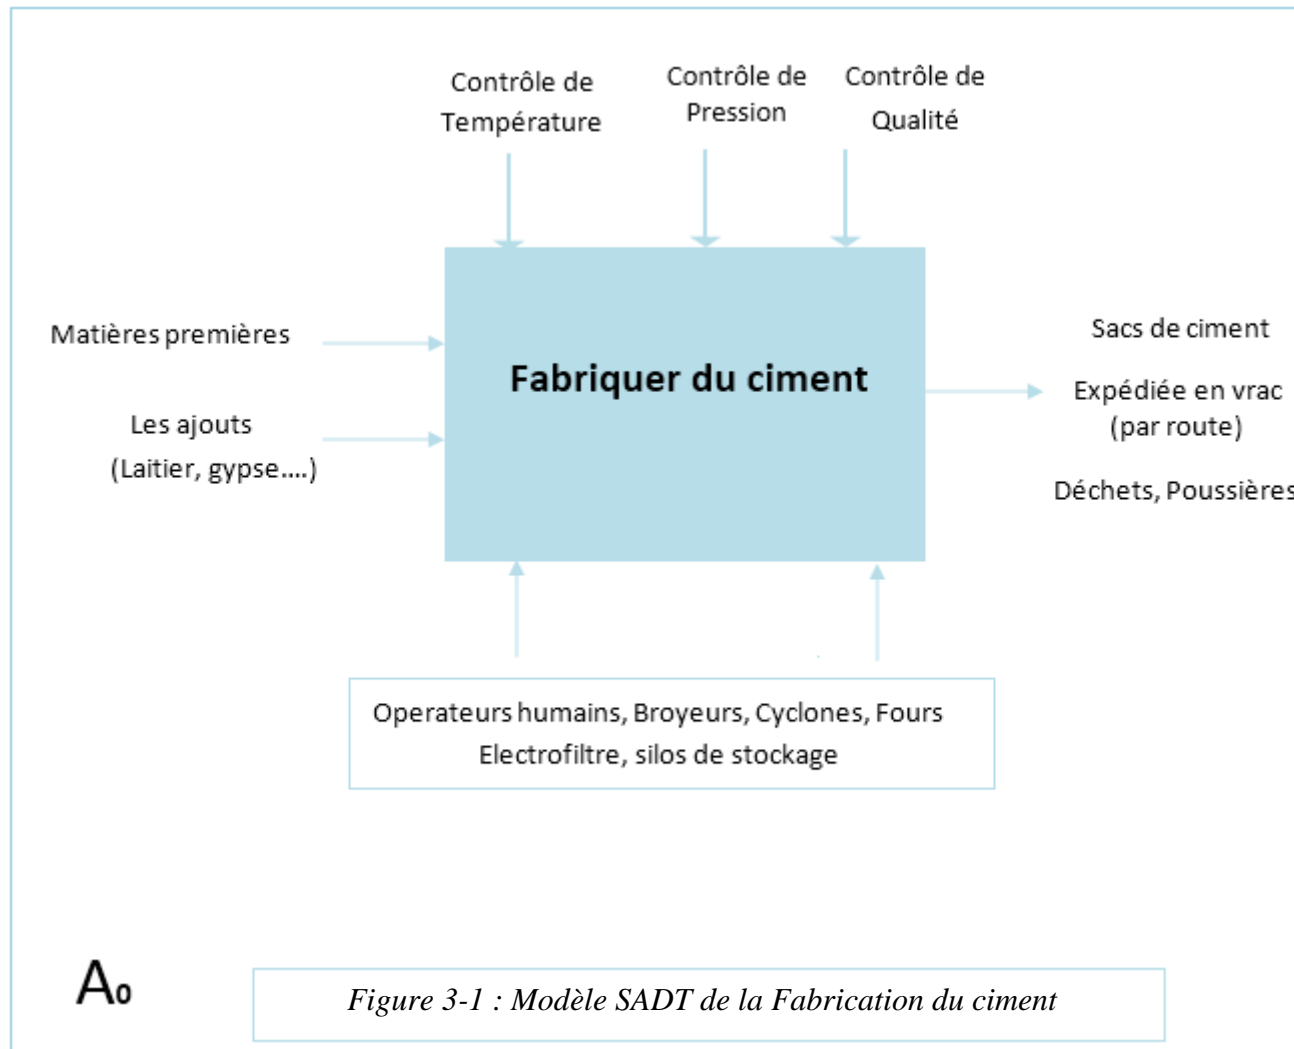 Contrôle de
Température
Contrôle de
Pression
Contrôle de
Qualité
Matières premières
Les ajouts
(Laitier, gypse....)
Fabriquer du ciment
Sacs de ciment
Expédiée en vrac
(par route)
Déchets, Poussières
Operateurs humains, Broyeurs, Cyclones, Fours
Electrofiltre, silos de stockage
A₀
Figure 3-1 : Modèle SADT de la Fabrication du ciment